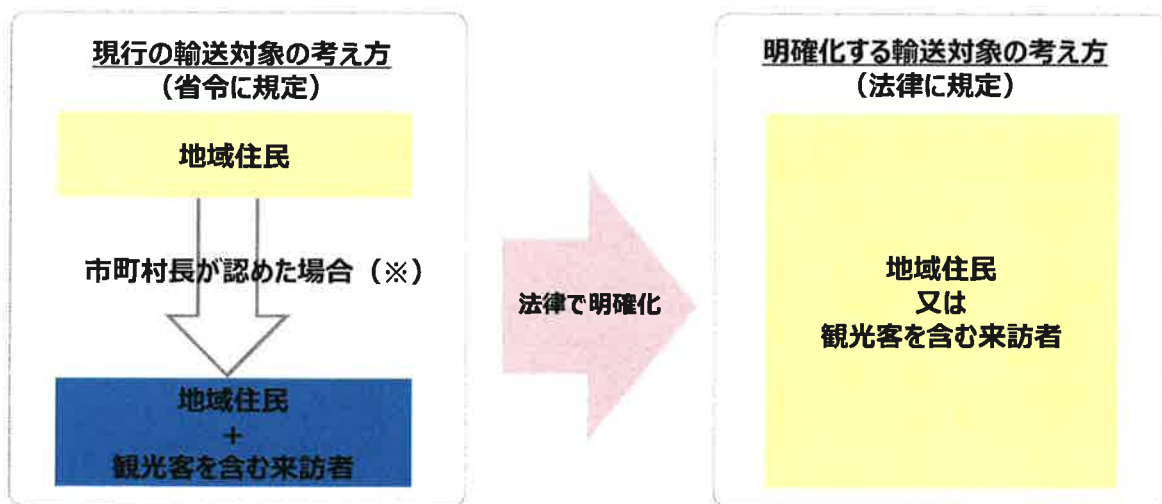 現行の輸送対象の考え方
（省令に規定）
地域住民
市町村長が認めた場合（※）
地域住民
＋
観光客を含む来訪者
法律で明確化
明確化する輸送対象の考え方
（法律に規定）
地域住民
又は
観光客を含む来訪者